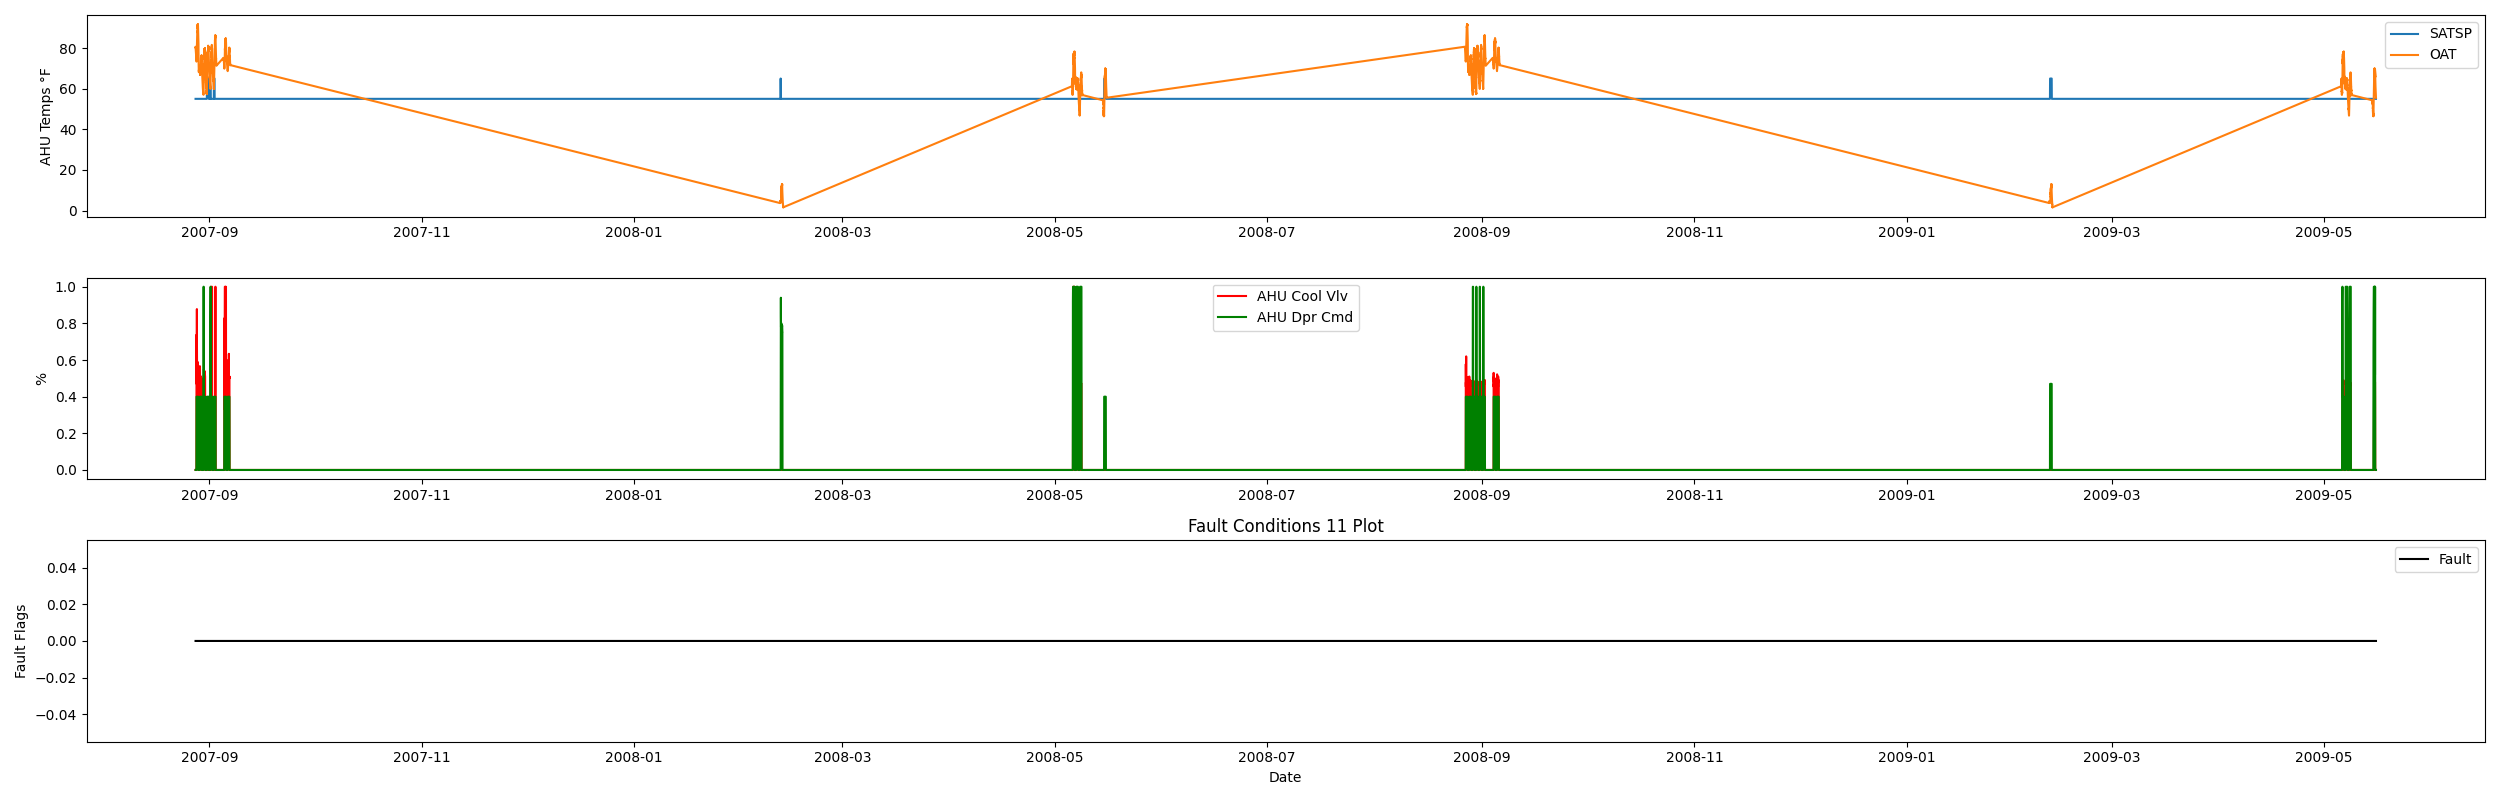 AHU Temps °F
80
60
40
20
0
SATSP
OAT
2007-09 2007-11 2008-01 2008-03 2008-05 2008-07 2008-09 2008-11 2009-01 2009-03 2009-05
%
1.0
0.8
0.6
0.4
0.2
0.0
AHU Cool Vlv
AHU Dpr Cmd
2007-09 2007-11 2008-01 2008-03 2008-05 2008-07 2008-09 2008-11 2009-01 2009-03 2009-05
Fault Conditions 11 Plot
Fault Flags
0.04
0.02
0.00
−0.02
−0.04
Fault
2007-09 2007-11 2008-01 2008-03 2008-05 2008-07 2008-09 2008-11 2009-01 2009-03 2009-05
Date